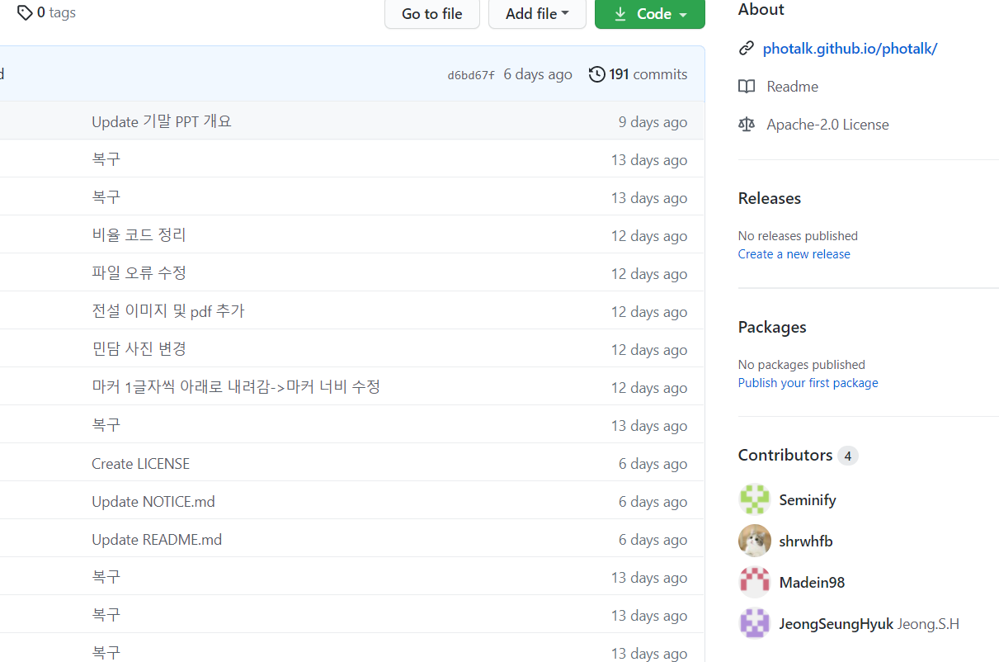 0 tags
Go to file
Add file
Code
d6bd67f 6 days ago 191 commits
Update 기말 PPT 개요 9 days ago
복구 13 days ago
복구 13 days ago
비율 코드 정리 12 days ago
파일 오류 수정 12 days ago
전설 이미지 및 pdf 추가 12 days ago
민담 사진 변경 12 days ago
마커 1글자씩 아래로 내려감->마커 너비 수정 12 days ago
복구 13 days ago
Create LICENSE 6 days ago
Update NOTICE.md 6 days ago
Update README.md 6 days ago
복구 13 days ago
복구 13 days ago
복구 13 days ago
About
photalk.github.io/photalk/
Readme
Apache-2.0 License
Releases
No releases published
Create a new release
Packages
No packages published
Publish your first package
Contributors 4
Seminify
shrwhfb
Madein98
JeongSeungHyuk Jeong.S.H